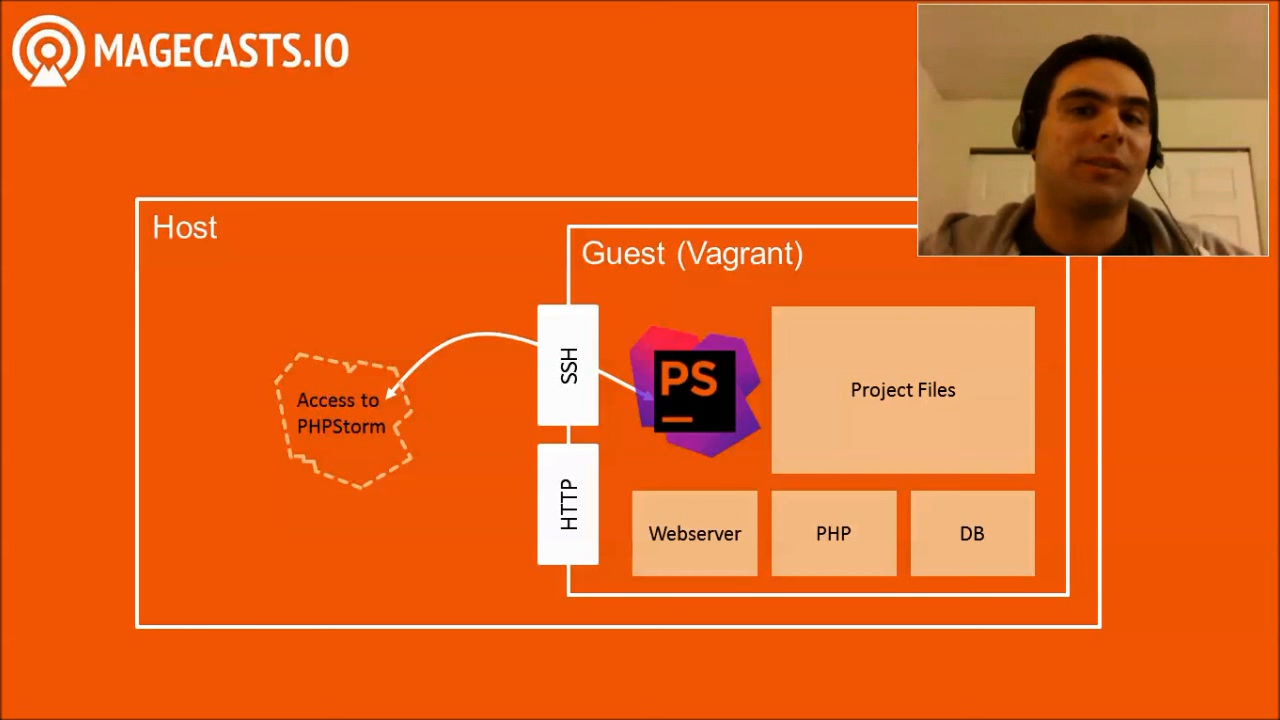 MAGECASTS.IO
Host
Guest (Vagrant)
SSH
HTTP
Access to
PHPStorm
PS
Project Files
Webserver
PHP
DB